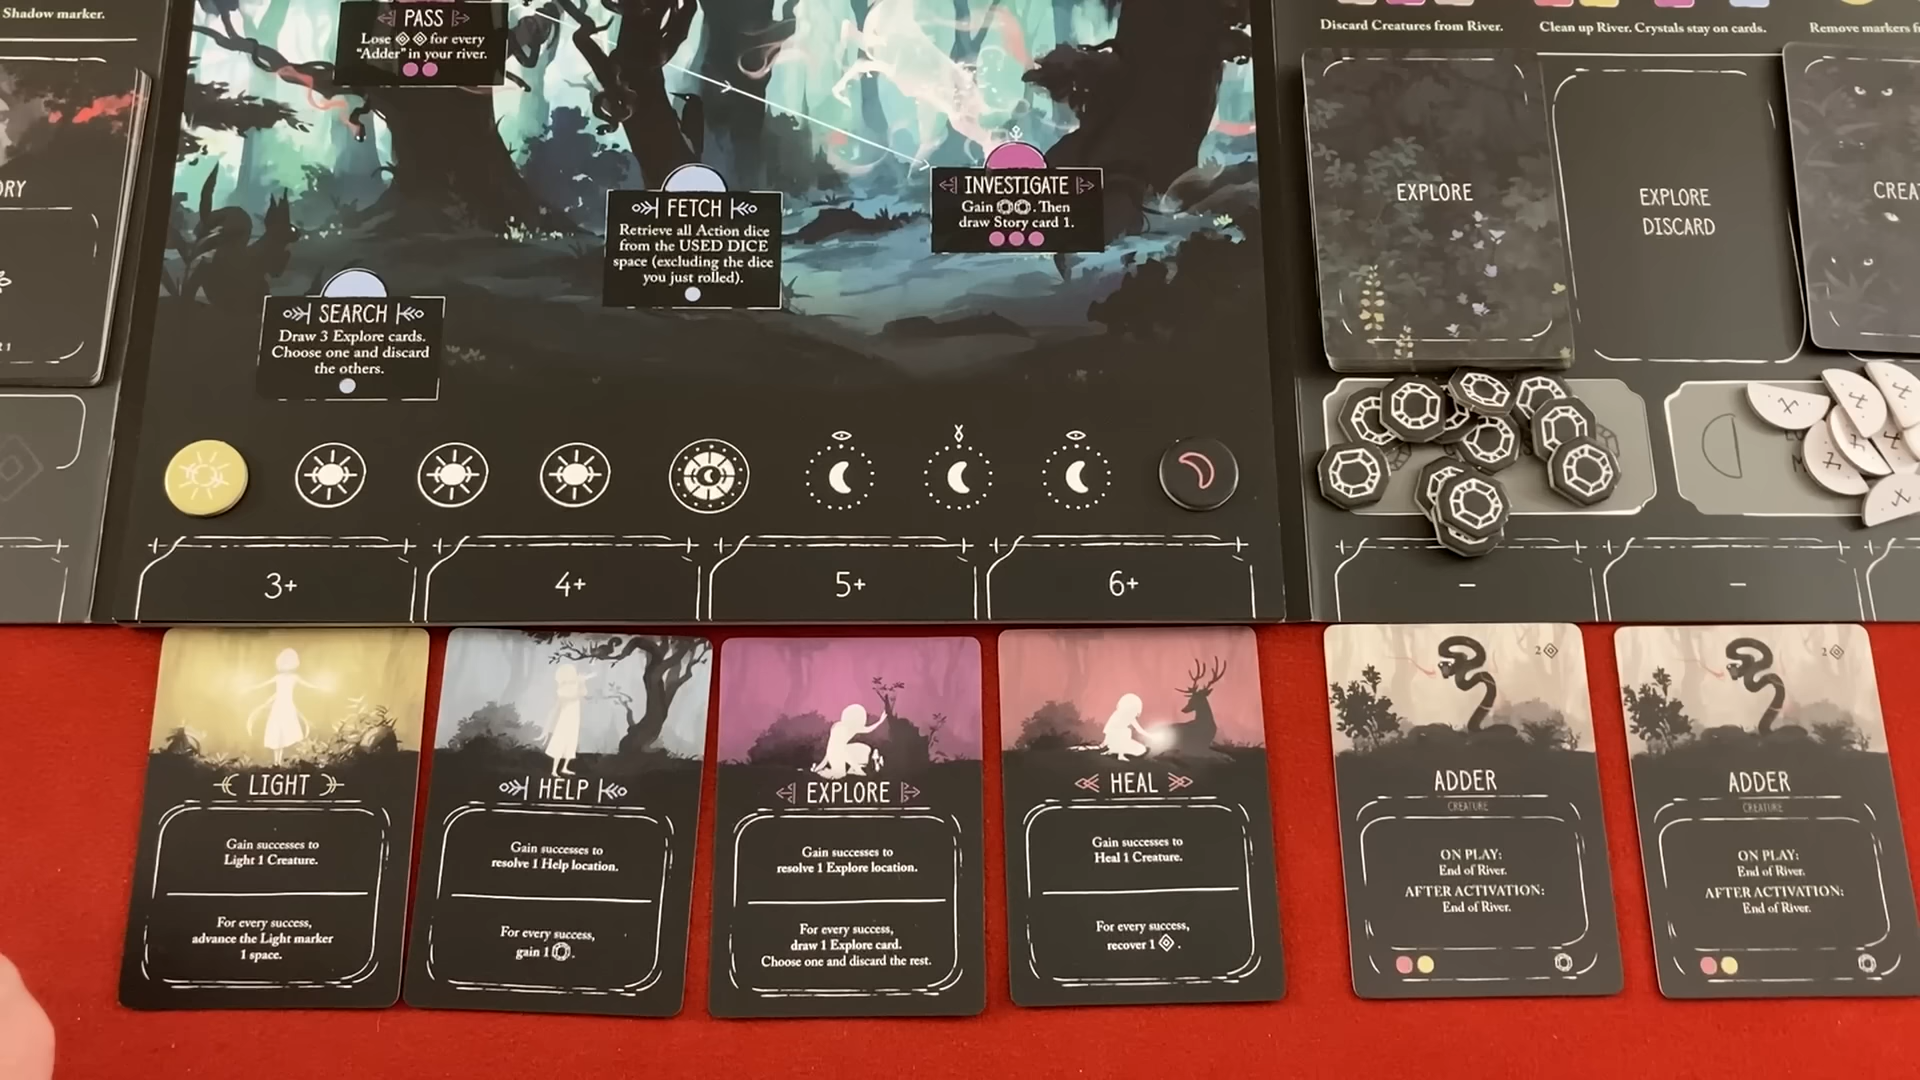 Shadow marker.
PASS
Lose for every
"Adder" in your river.
Discard Creatures from River.
Clean up River. Crystals stay on cards.
Remove markers
INVESTIGATE
Gain . Then
draw Story card 1.
FETCH
Retrieve all Action dice
from the USED DICE
space (excluding the dice
you just rolled).
SEARCH
Draw 3 Explore cards.
Choose one and discard
the others.
EXPLORE
EXPLORE
DISCARD
3+
4+
5+
6+
–
–
LIGHT
Gain successes to
Light 1 Creature.
For every success,
advance the Light marker
1 space.
HELP
Gain successes to
resolve 1 Help location.
For every success,
gain 1 .
EXPLORE
Gain successes to
resolve 1 Explore location.
For every success,
draw 1 Explore card.
Choose one and discard the rest.
HEAL
Gain successes to
Heal 1 Creature.
For every success,
recover 1 .
2
ADDER
CREATURE
ON PLAY:
End of River.
AFTER ACTIVATION:
End of River.
2
ADDER
CREATURE
ON PLAY:
End of River.
AFTER ACTIVATION:
End of River.